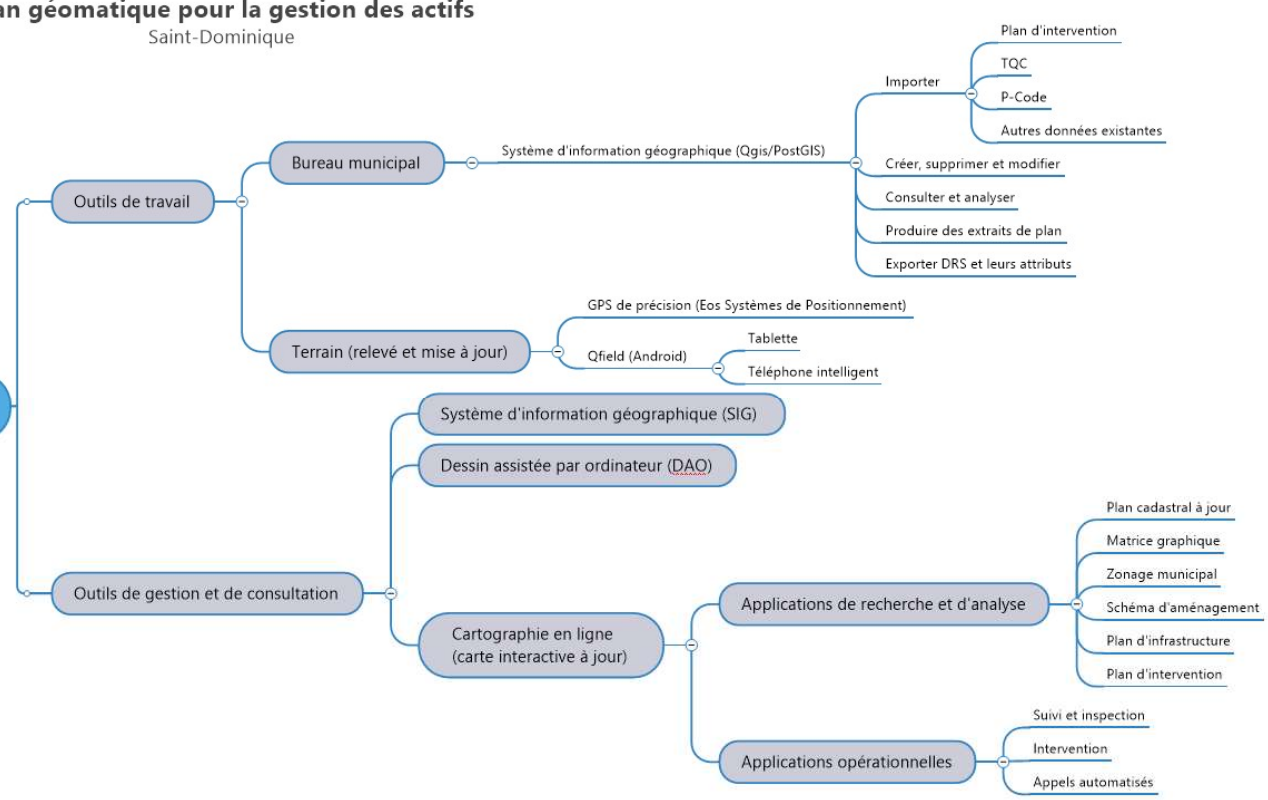 an géomatique pour la gestion des actifs
Saint-Dominique
Outils de travail
Bureau municipal
Système d'information géographique (Qgis/PostGIS)
Importer
Plan d'intervention
TQC
P-Code
Autres données existantes
Créer, supprimer et modifier
Consulter et analyser
Produire des extraits de plan
Exporter DRS et leurs attributs
Terrain (relevé et mise à jour)
GPS de précision (Eos Systèmes de Positionnement)
Qfield (Android)
Tablette
Téléphone intelligent
Outils de gestion et de consultation
Système d'information géographique (SIG)
Dessin assistée par ordinateur (DAO)
Cartographie en ligne
(carte interactive à jour)
Applications de recherche et d'analyse
Plan cadastral à jour
Matrice graphique
Zonage municipal
Schéma d'aménagement
Plan d'infrastructure
Plan d'intervention
Applications opérationnelles
Suivi et inspection
Intervention
Appels automatisés